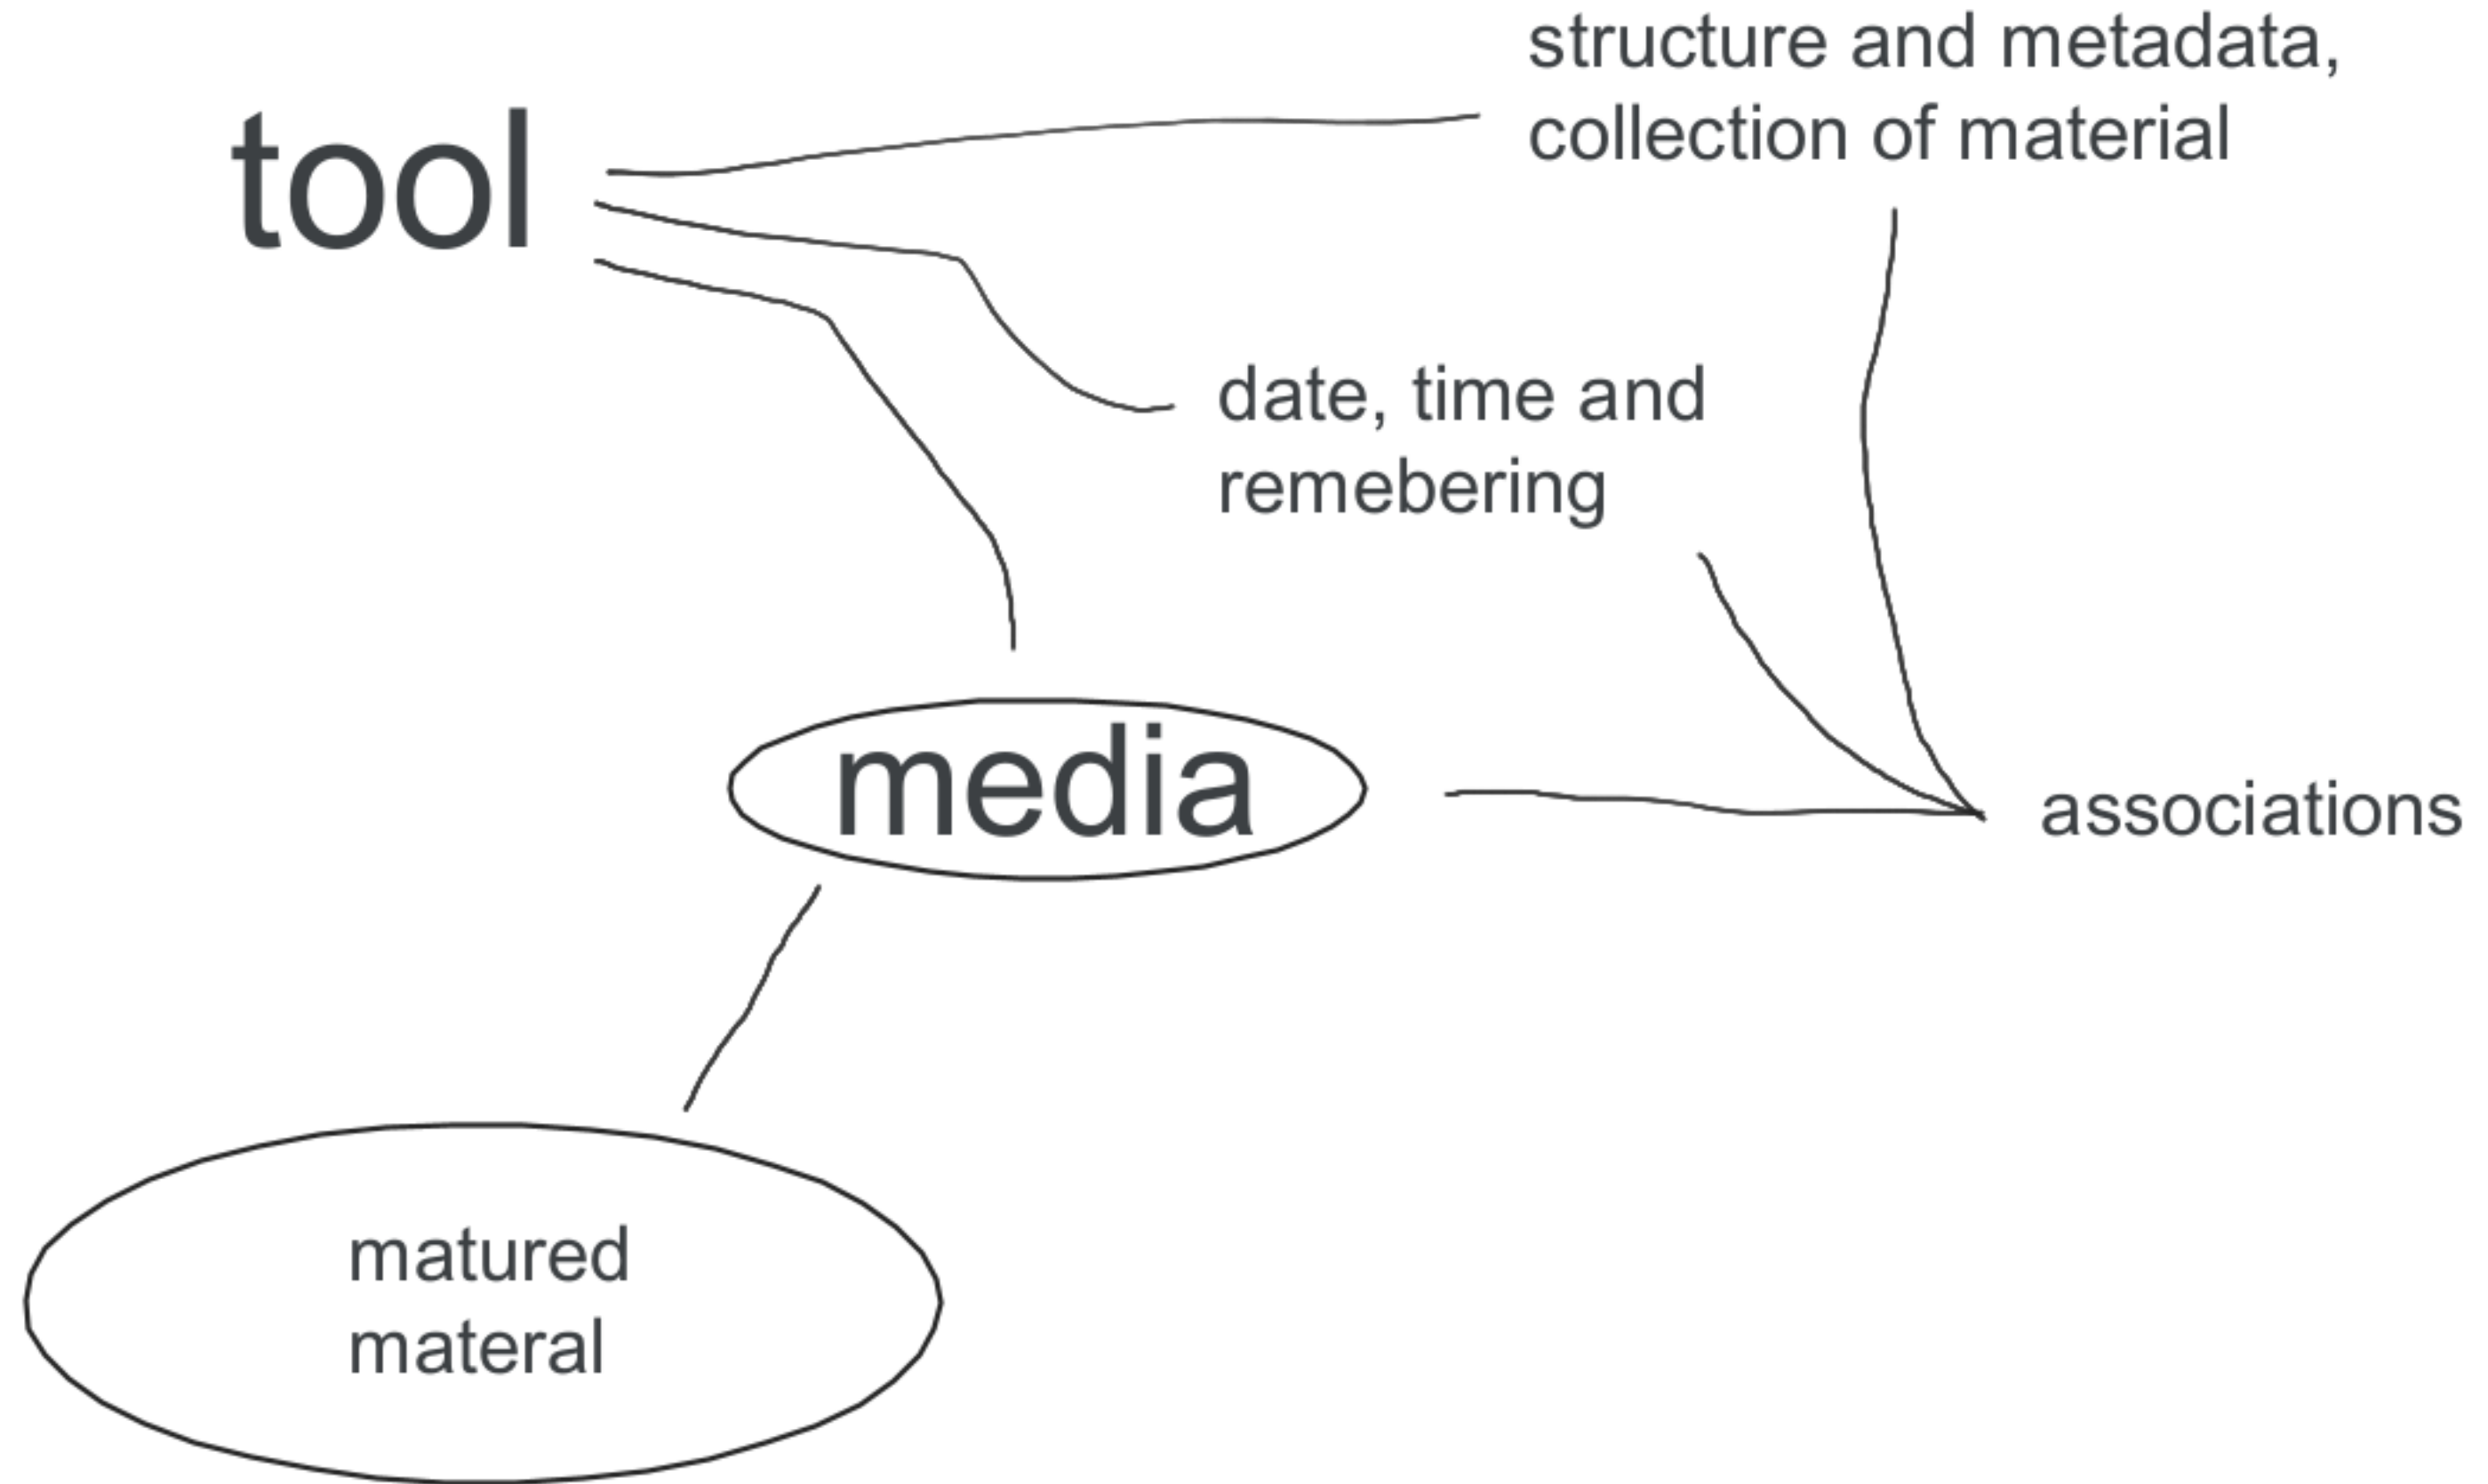 structure and metadata,
collection of material
tool
date, time and
remebering
media
associations
matured
materal